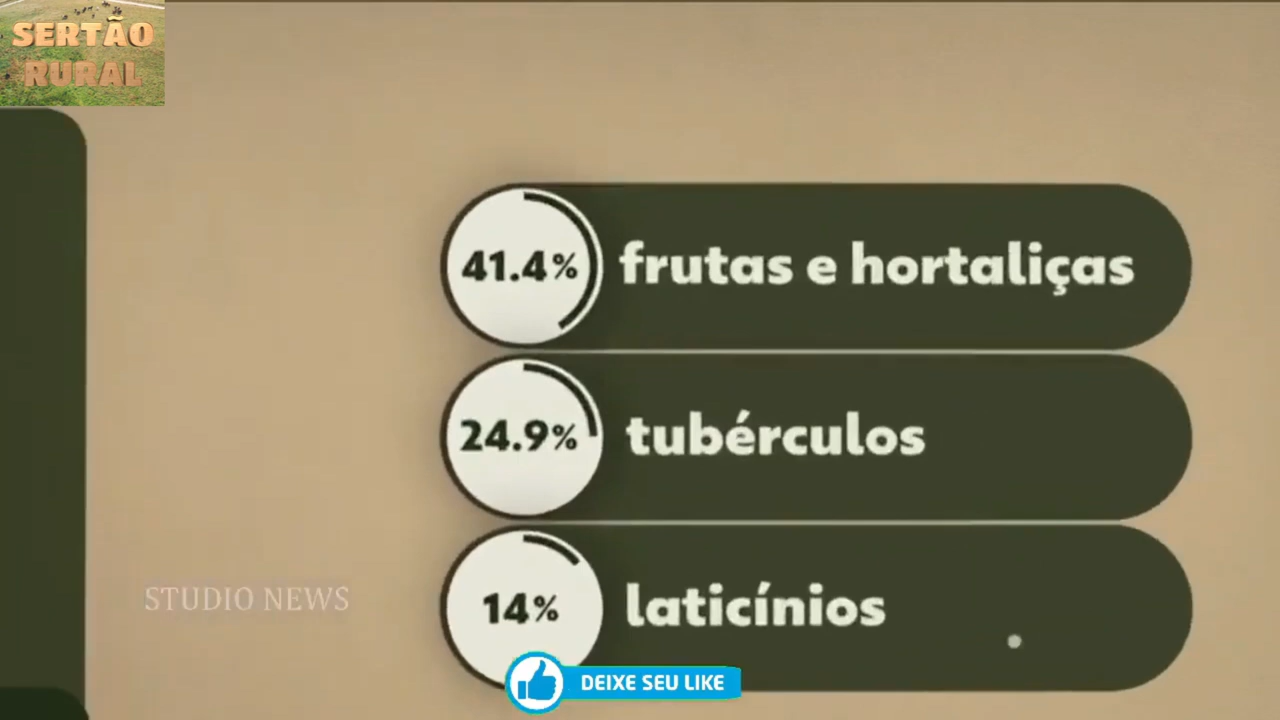 SERTÃO
RURAL
41.4% frutas e hortaliças
24.9% tubérculos
14% laticínios
STUDIO NEWS
DEIXE SEU LIKE